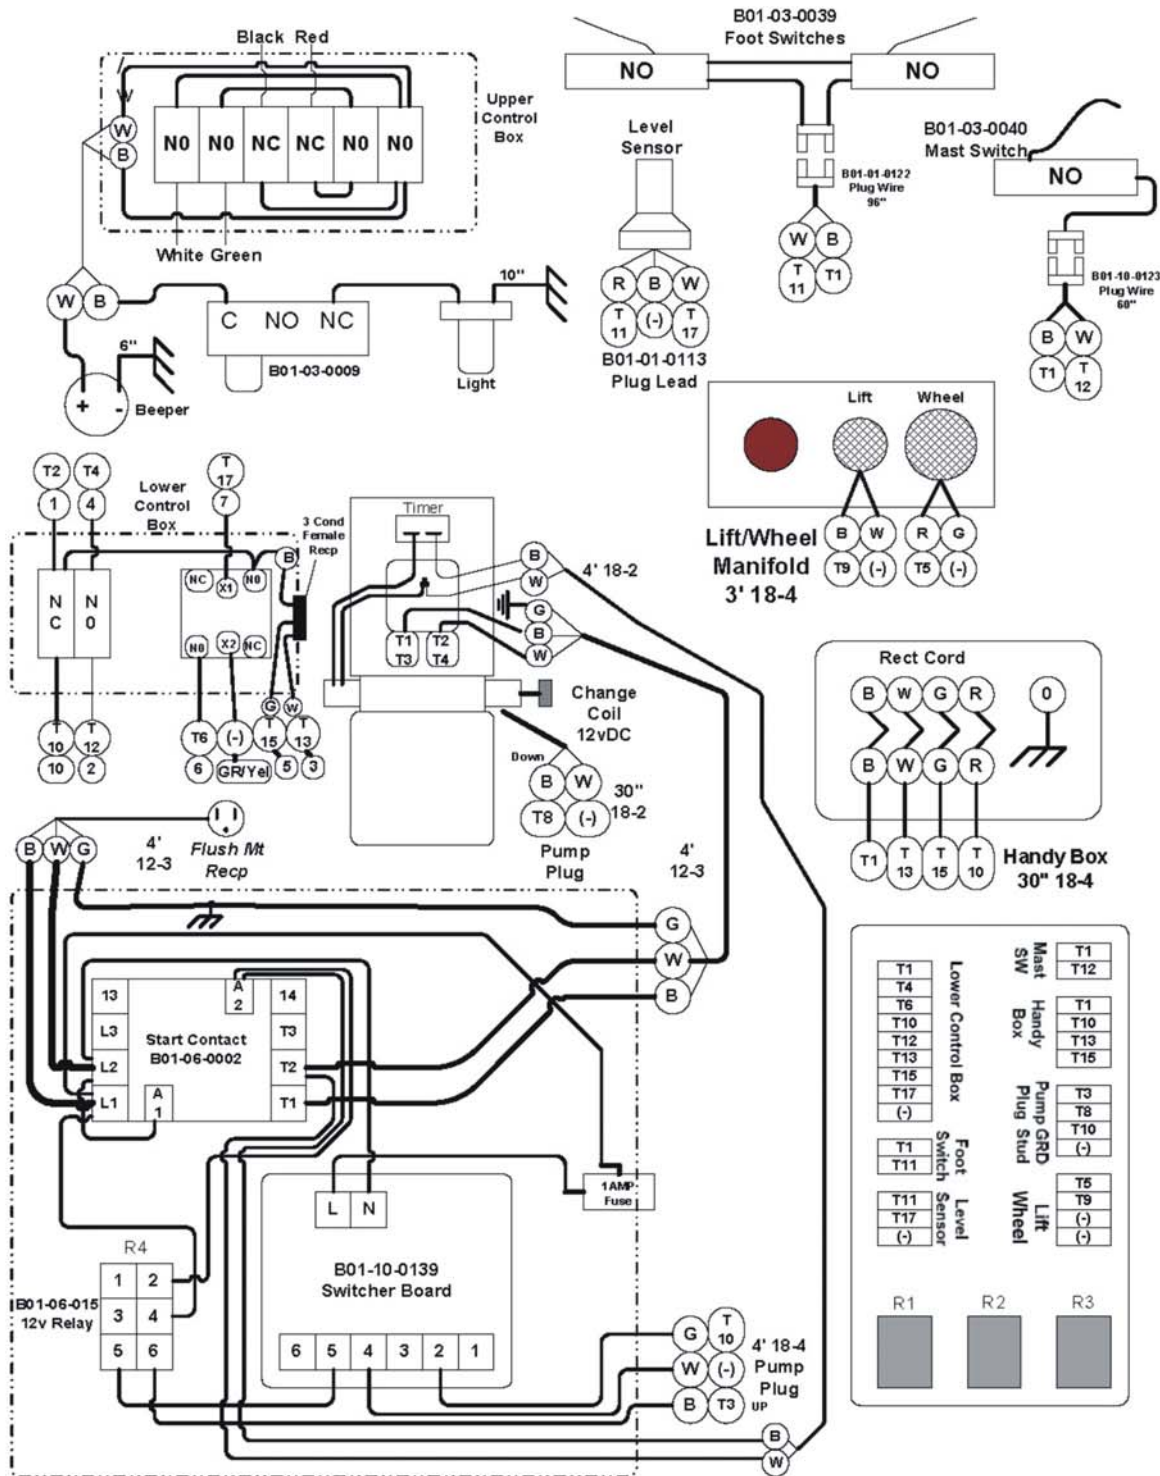 B01-03-0039
Foot Switches
NO
NO
Black Red
W
W
B
N0 N0 NC NC N0 N0
Upper
Control
Box
White Green
Level
Sensor
R B W
T
11
(-)
T
17
B01-01-0113
Plug Lead
B01-01-0122
Plug Wire
96"
W B
T
11
T1
B01-03-0040
Mast Switch
NO
B01-10-0123
Plug Wire
60"
B W
T1
T
12
W B
C NO NC
B01-03-0009
10"
Light
6"
+ -
Beeper
Lift Wheel
B W R G
T9 (-) T5 (-)
Lift/Wheel
Manifold
3' 18-4
T2 T4
1 4
T
17
7
Lower
Control
Box
3 Cond
Female
Recp
B
N
C
N
0
NC X1 N0
N0 X2 NC
G W
T
10
10
T
12
2
T6
6
(-)
GR/Yel
T
15
5
T
13
3
Timer
T1
T3
T2
T4
B
W
4' 18-2
G
B
W
Change
Coil
12vDC
Down
B W
T8 (-)
30"
18-2
Pump
Plug
Rect Cord
B W G R
0
B W G R
T1
T
13
T
15
T
10
Handy Box
30" 18-4
B W G
4'
12-3
Flush Mt
Recp
4'
12-3
G
W
B
13
L3
L2
L1
A
2
A
1
14
T3
T2
T1
Start Contact
B01-06-0002
1AMP
Fuse
L N
B01-10-0139
Switcher Board
6 5 4 3 2 1
R4
1 2
3 4
5 6
B01-06-015
12v Relay
G
T
10
W (-)
B T3
UP
4' 18-4
Pump
Plug
B
W
T1
T4
T6
T10
T12
T13
T15
T17
(-)
Lower Control Box
T1
T11
Foot
Switch
T11
T17
(-)
Level
Sensor
Mast
SW
T1
T12
Handy
Box
T1
T10
T13
T15
Pump GRD
Plug Stud
T3
T8
T10
(-)
Lift
Wheel
T5
T9
(-)
(-)
R1 R2 R3